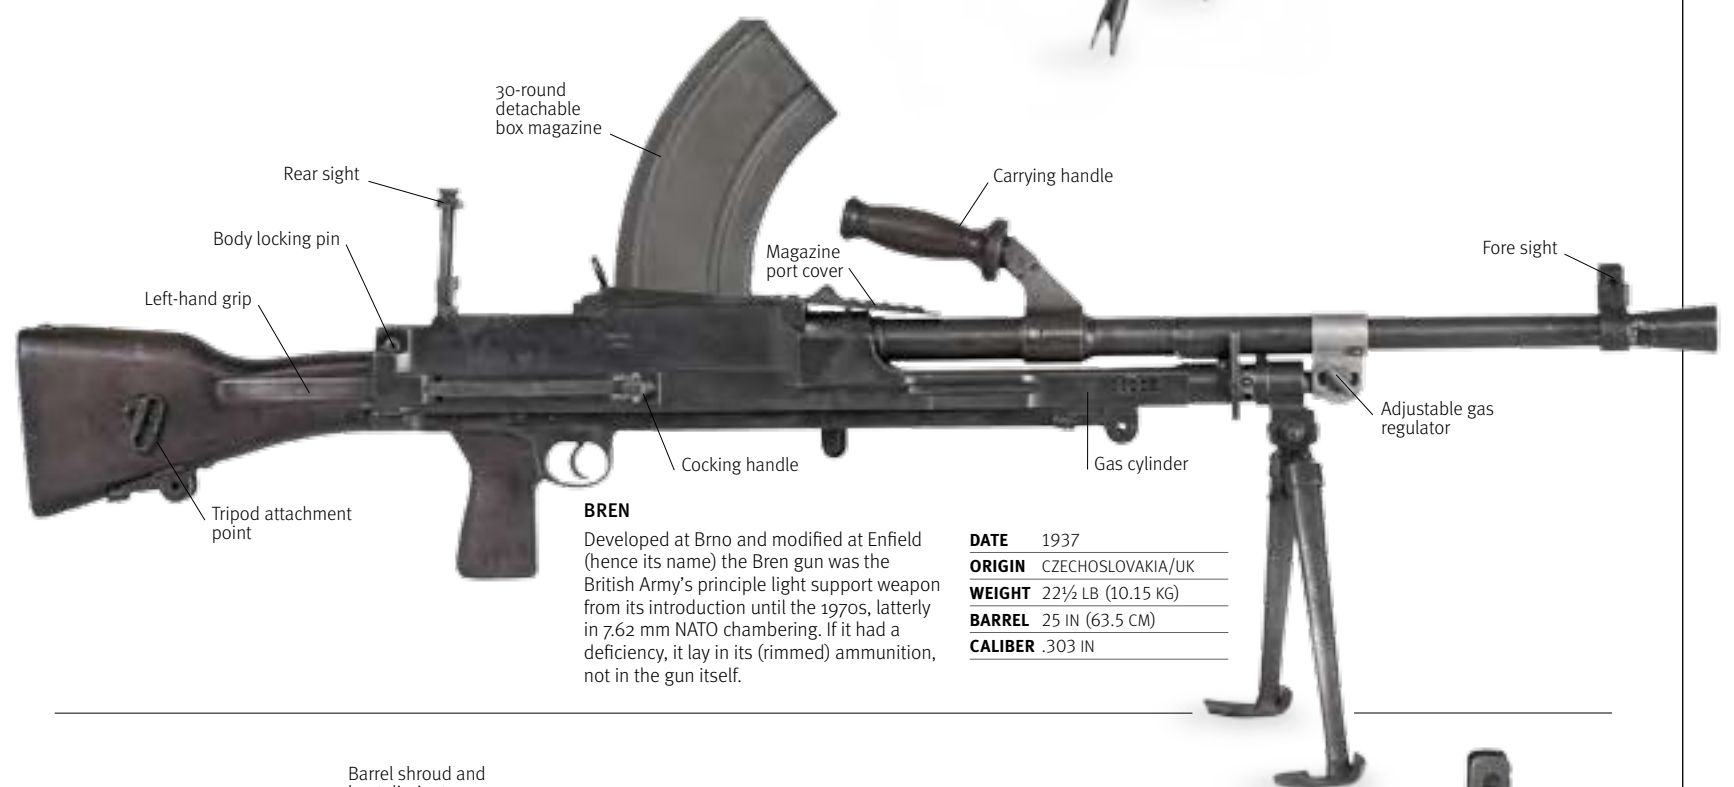 30-round
detachable
box magazine
Rear sight
Carrying handle
Body locking pin
Magazine
port cover
Fore sight
Left-hand grip
Adjustable gas
regulator
Cocking handle
Gas cylinder
Tripod attachment
point
BREN
Developed at Brno and modified at Enfield
(hence its name) the Bren gun was the
British Army’s principle light support weapon
from its introduction until the 1970s, latterly
in 7.62 mm NATO chambering. If it had a
deficiency, it lay in its (rimmed) ammunition,
not in the gun itself.
DATE 1937
ORIGIN CZECHOSLOVAKIA/UK
WEIGHT 22½ LB (10.15 KG)
BARREL 25 IN (63.5 CM)
CALIBER .303 IN
Barrel shroud and